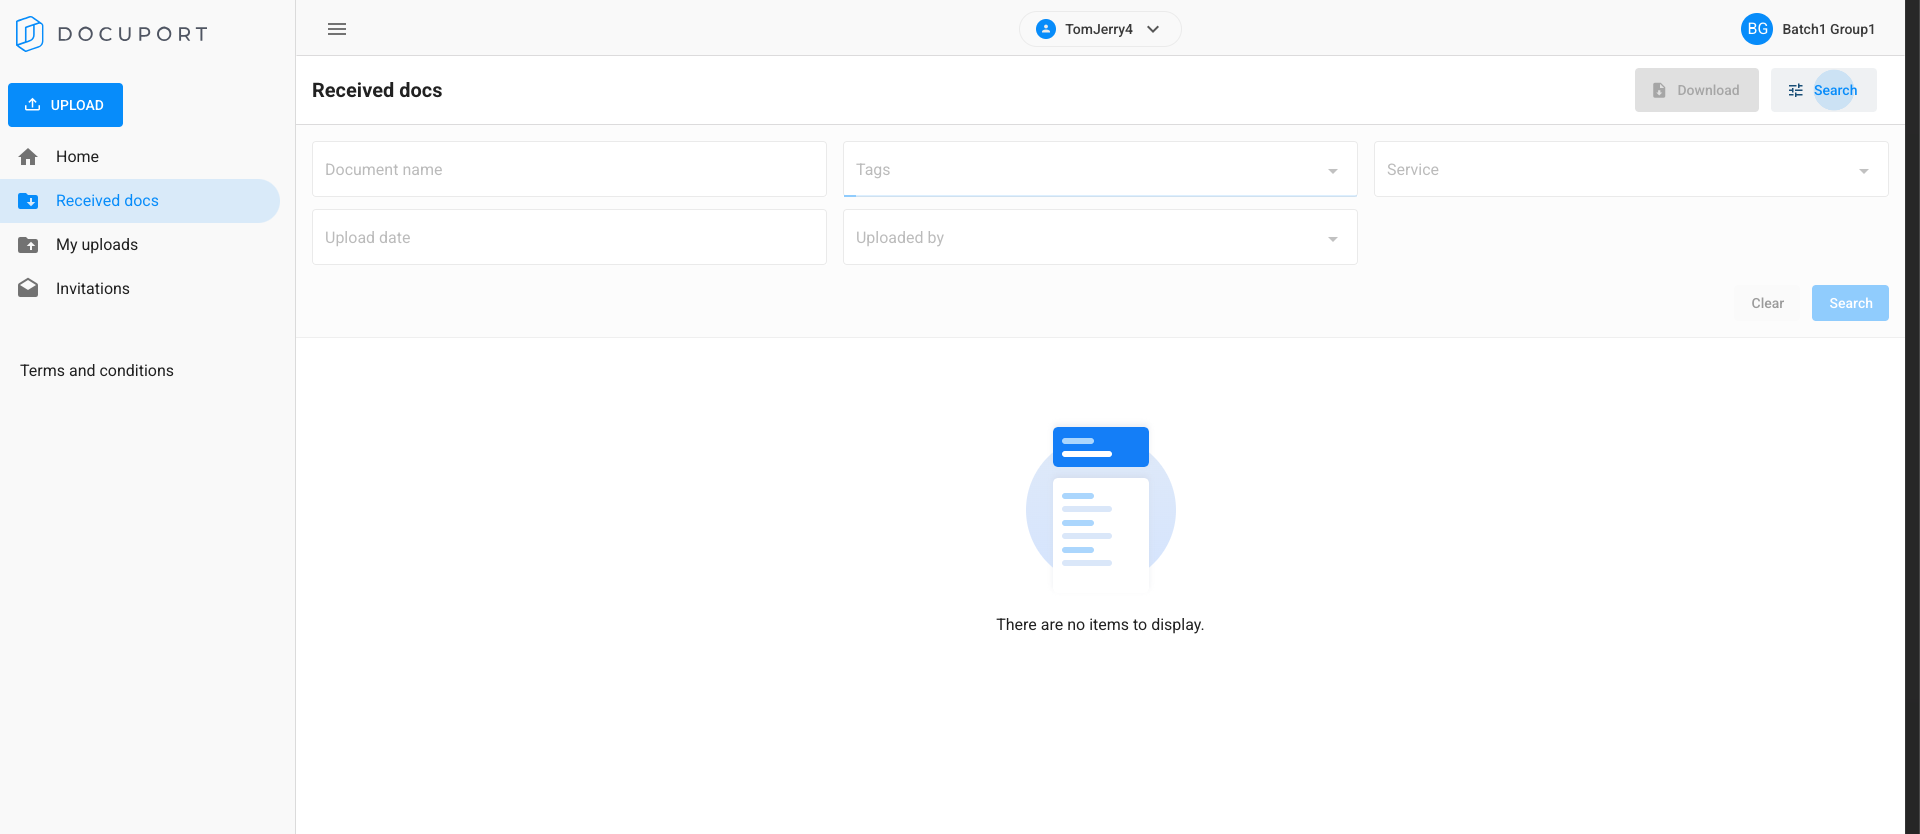 DOCUPORT
TomJerry4
BG Batch1 Group1
UPLOAD
Home
Received docs
My uploads
Invitations
Terms and conditions
Received docs
Download
Search
Document name
Tags
Service
Upload date
Uploaded by
Clear
Search
There are no items to display.